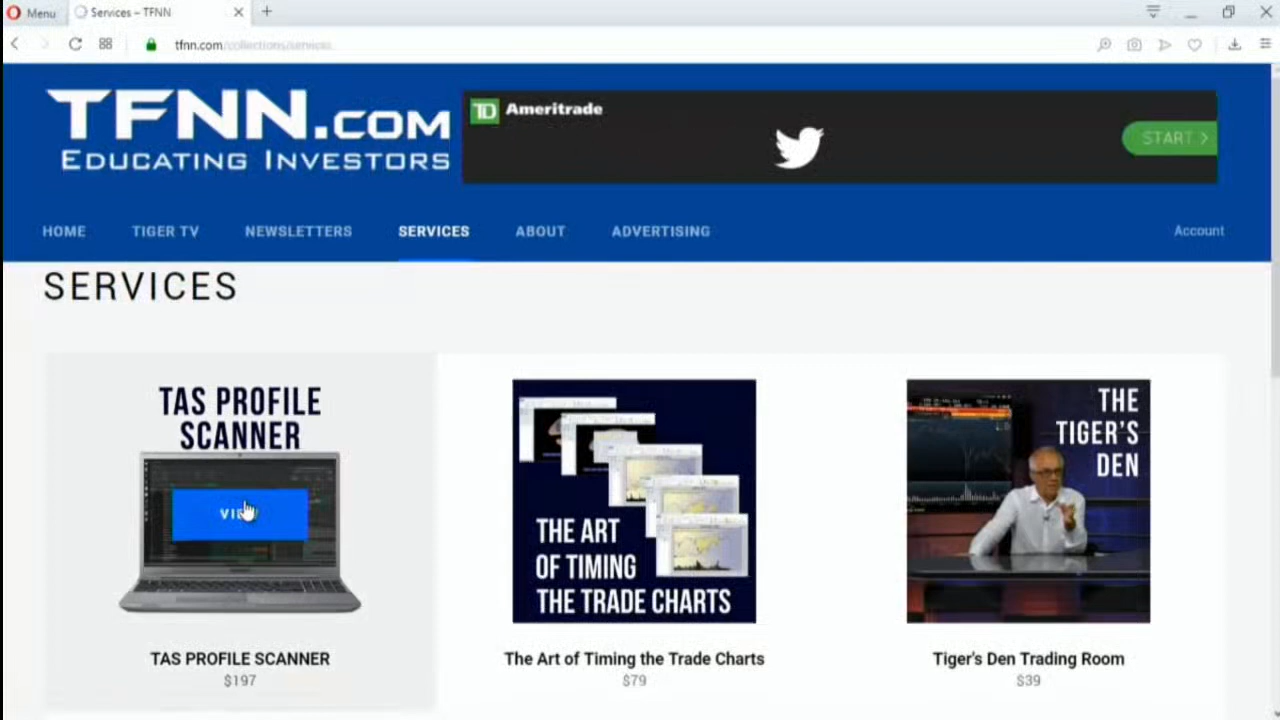 Menu
Services – TFNN
tfnn.com/collections/services
TFNN.COM
EDUCATING INVESTORS
TD Ameritrade
START >
HOME
TIGER TV
NEWSLETTERS
SERVICES
ABOUT
ADVERTISING
Account
SERVICES
TAS PROFILE
SCANNER
THE ART
OF TIMING
THE TRADE CHARTS
THE
TIGER'S
DEN
TAS PROFILE SCANNER
$197
The Art of Timing the Trade Charts
$79
Tiger's Den Trading Room
$39